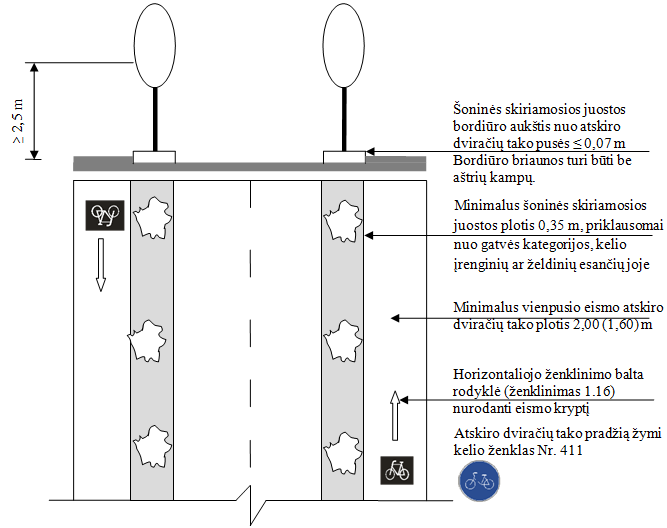 ≥ 2,5 m
Šoninės skiriamosios juostos
bordiūro aukštis nuo atskiro
dviračių tako pusės ≤ 0,07 m
Bordiūro briaunos turi būti be
aštrių kampų.
Minimalus šoninės skiriamosios
juostos plotis 0,35 m, priklausomai
nuo gatvės kategorijos, kelio
įrenginių ar želdinių esančių joje
Minimalus vienpusio eismo atskiro
dviračių tako plotis 2,00 (1,60) m
Horizontaliojo ženklinimo balta
rodyklė (ženklinimas 1.16)
nurodanti eismo kryptį
Atskiro dviračių tako pradžią žymi
kelio ženklas Nr. 411